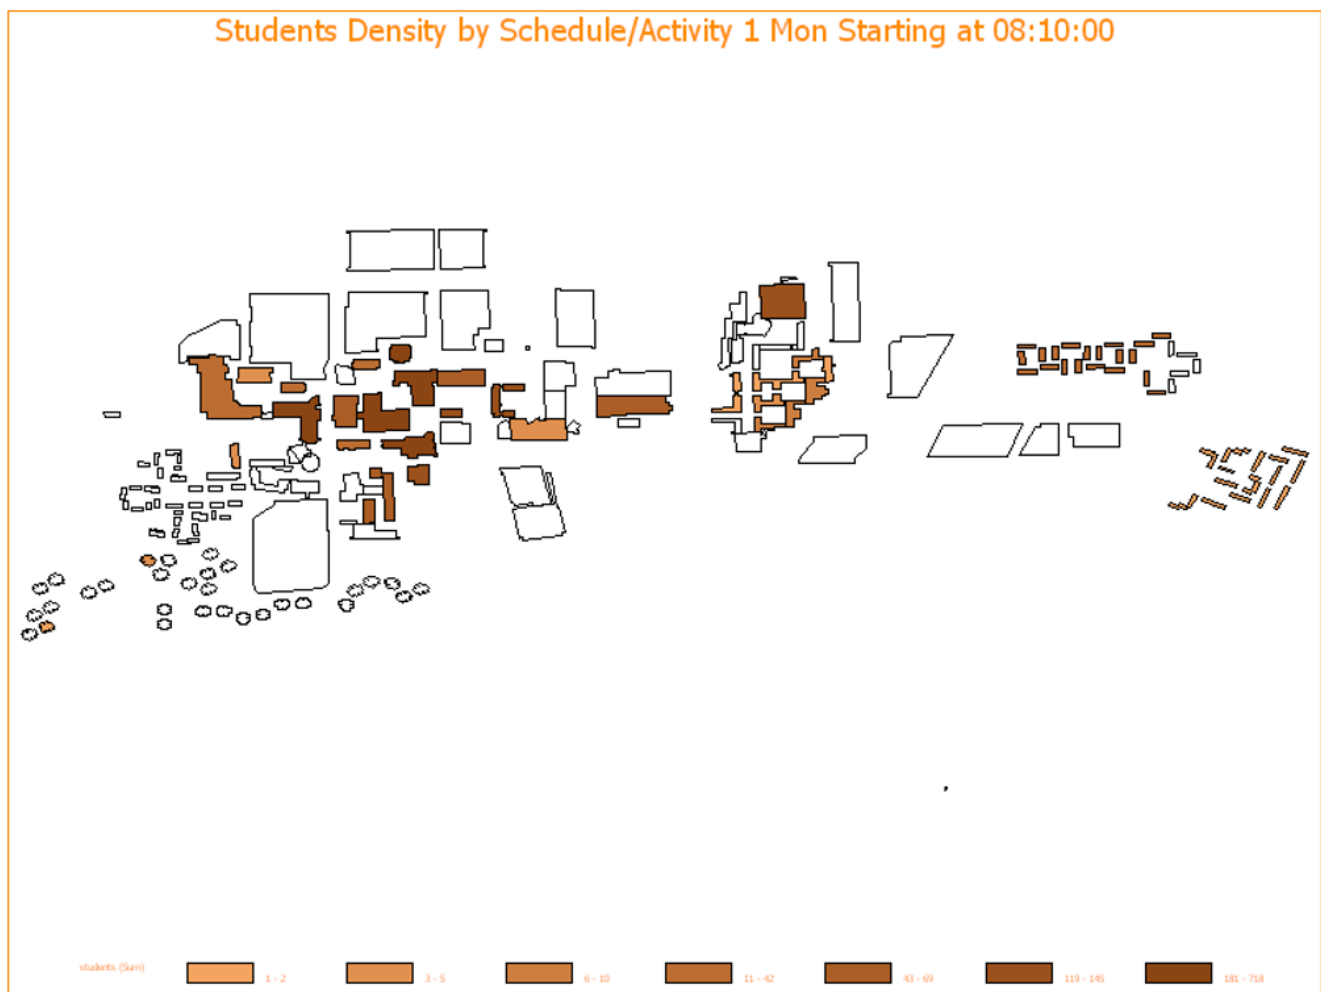 Students Density by Schedule/Activity 1 Mon Starting at 08:10:00
students (Sum) 1 - 2 3 - 5 6 - 10 11 - 42 43 - 69 119 - 145 181 - 718